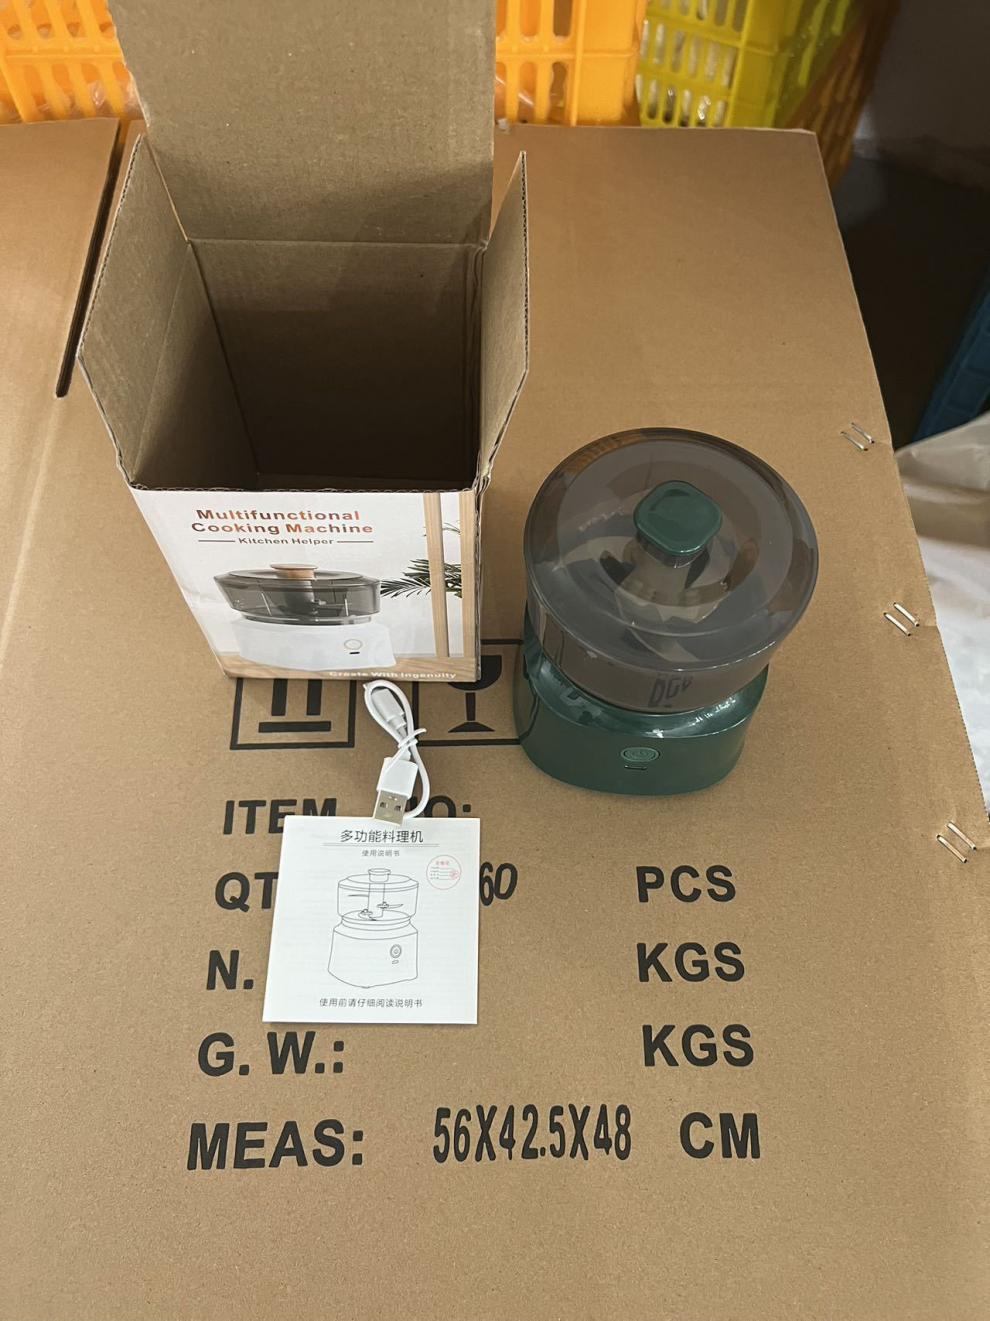 Multifunctional
Cooking Machine
Kitchen Helper
Create With Ingenuity
多功能料理机
使用说明书
使用前请仔细阅读说明书
ITEM NO:
QT 60 PCS
N. KGS
G. W.: KGS
MEAS: 56X42.5X48 CM